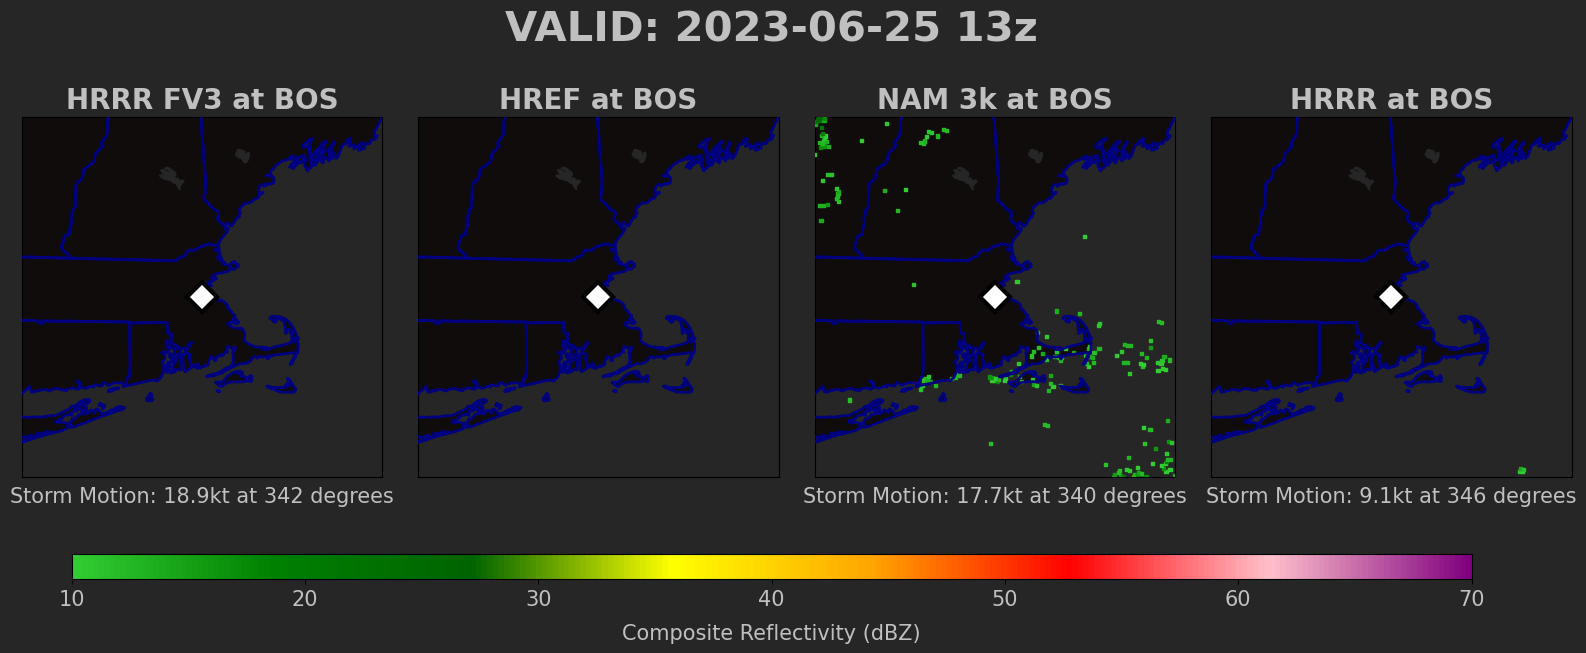 VALID: 2023-06-25 13z
HRRR FV3 at BOS
HREF at BOS
NAM 3k at BOS
HRRR at BOS
Storm Motion: 18.9kt at 342 degrees
Storm Motion: 17.7kt at 340 degrees
Storm Motion: 9.1kt at 346 degrees
10 20 30 40 50 60 70
Composite Reflectivity (dBZ)